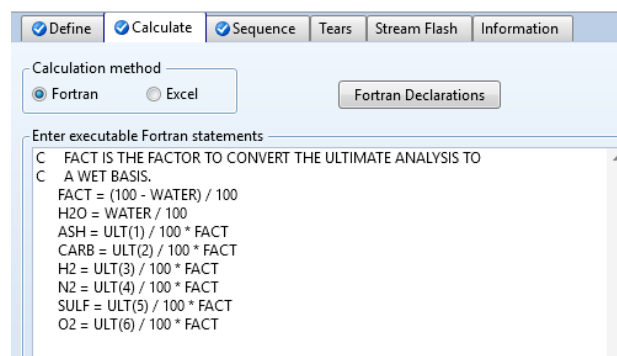 Define Calculate Sequence Tears Stream Flash Information
Calculation method
Fortran Excel Fortran Declarations
Enter executable Fortran statements
C FACT IS THE FACTOR TO CONVERT THE ULTIMATE ANALYSIS TO
C A WET BASIS.
FACT = (100 - WATER) / 100
H2O = WATER / 100
ASH = ULT(1) / 100 * FACT
CARB = ULT(2) / 100 * FACT
H2 = ULT(3) / 100 * FACT
N2 = ULT(4) / 100 * FACT
SULF = ULT(5) / 100 * FACT
O2 = ULT(6) / 100 * FACT